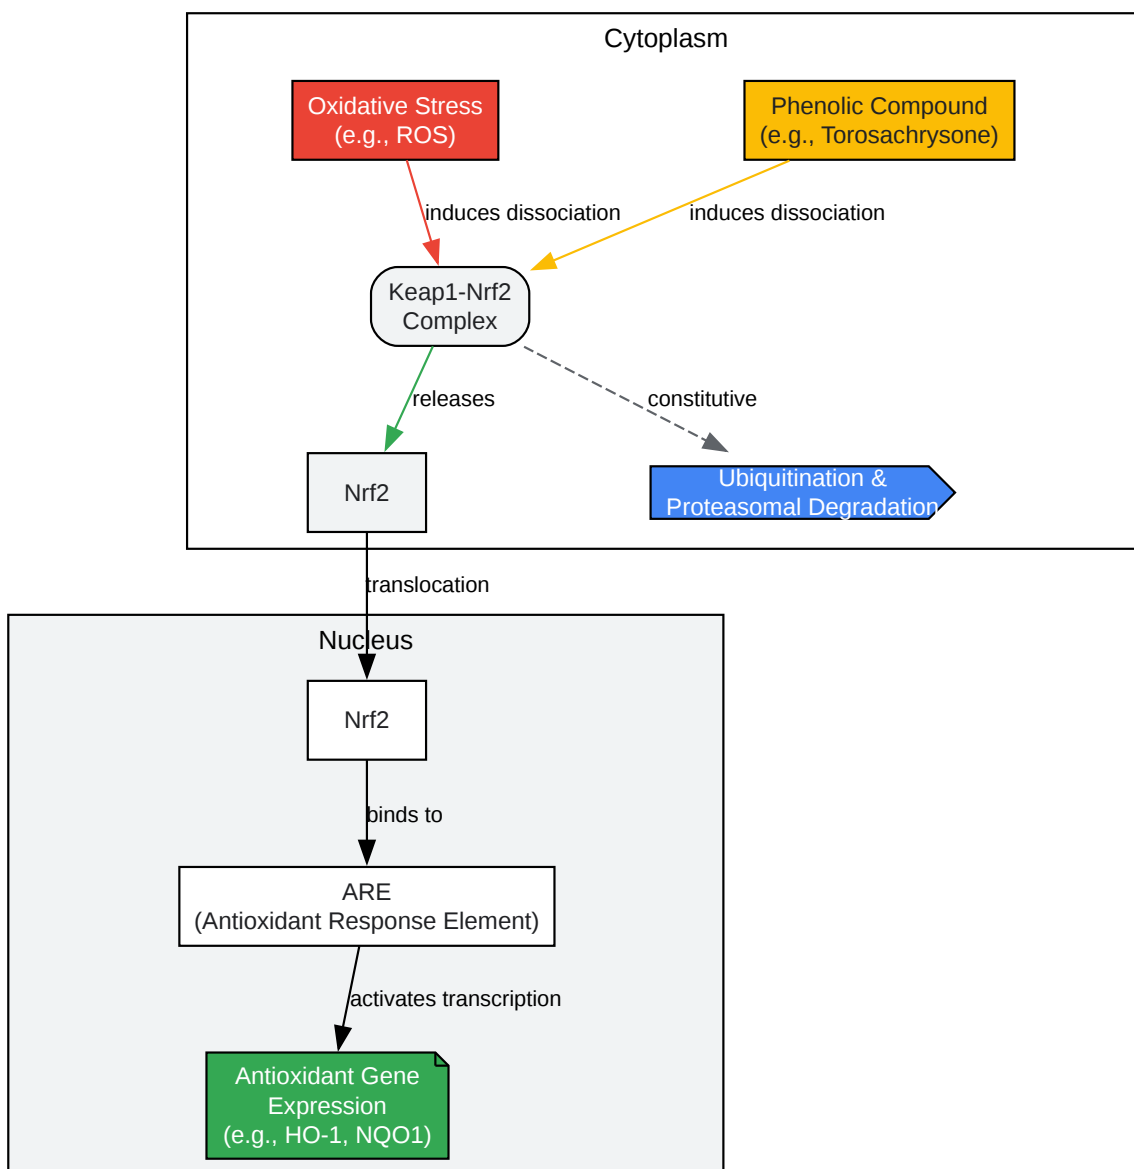 Cytoplasm
Oxidative Stress
(e.g., ROS)
Phenolic Compound
(e.g., Torosachrysone)
induces dissociation
induces dissociation
Keap1-Nrf2
Complex
releases
constitutive
Nrf2
Ubiquitination &
Proteasomal Degradation
translocation
Nucleus
Nrf2
binds to
ARE
(Antioxidant Response Element)
activates transcription
Antioxidant Gene
Expression
(e.g., HO-1, NQO1)